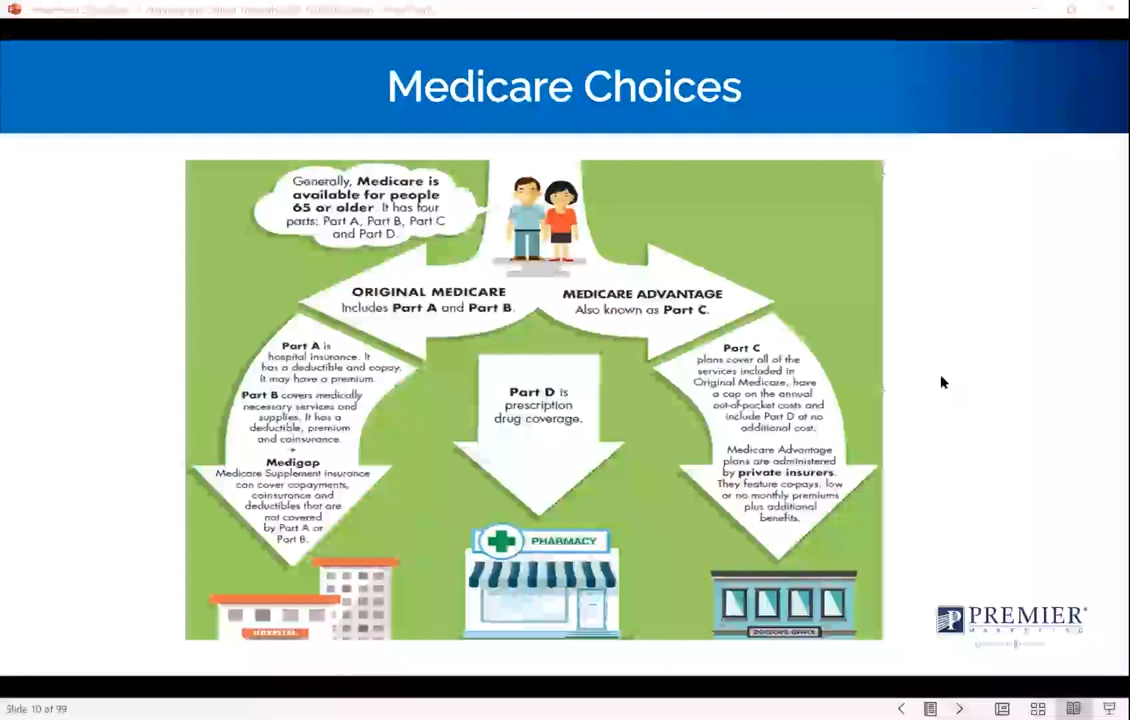 Medicare Choices
Generally, Medicare is
available for people
65 or older. It has four
parts: Part A, Part B, Part C
and Part D.
ORIGINAL MEDICARE
Includes Part A and Part B.
MEDICARE ADVANTAGE
Also known as Part C.
Part A is
hospital insurance. It
has a deductible and copay.
It may have a premium.
Part B covers medically
necessary services and
supplies. It has a
deductible, premium
and coinsurance.
+
Medigap
Medicare Supplement insurance
can cover copayments,
coinsurance and
deductibles that are
not covered
by Part A or
Part B.
Part D is
prescription
drug coverage.
Part C
plans cover all of the
services included in
Original Medicare, have
a cap on the annual
out-of-pocket costs and
include Part D at no
additional cost.
Medicare Advantage
plans are administered
by private insurers.
They feature co-pays, low
or no monthly premiums
plus additional
benefits.
HOSPITAL
PHARMACY
DOCTOR'S OFFICE
PREMIER®
MARKETING
Slide 10 of 99